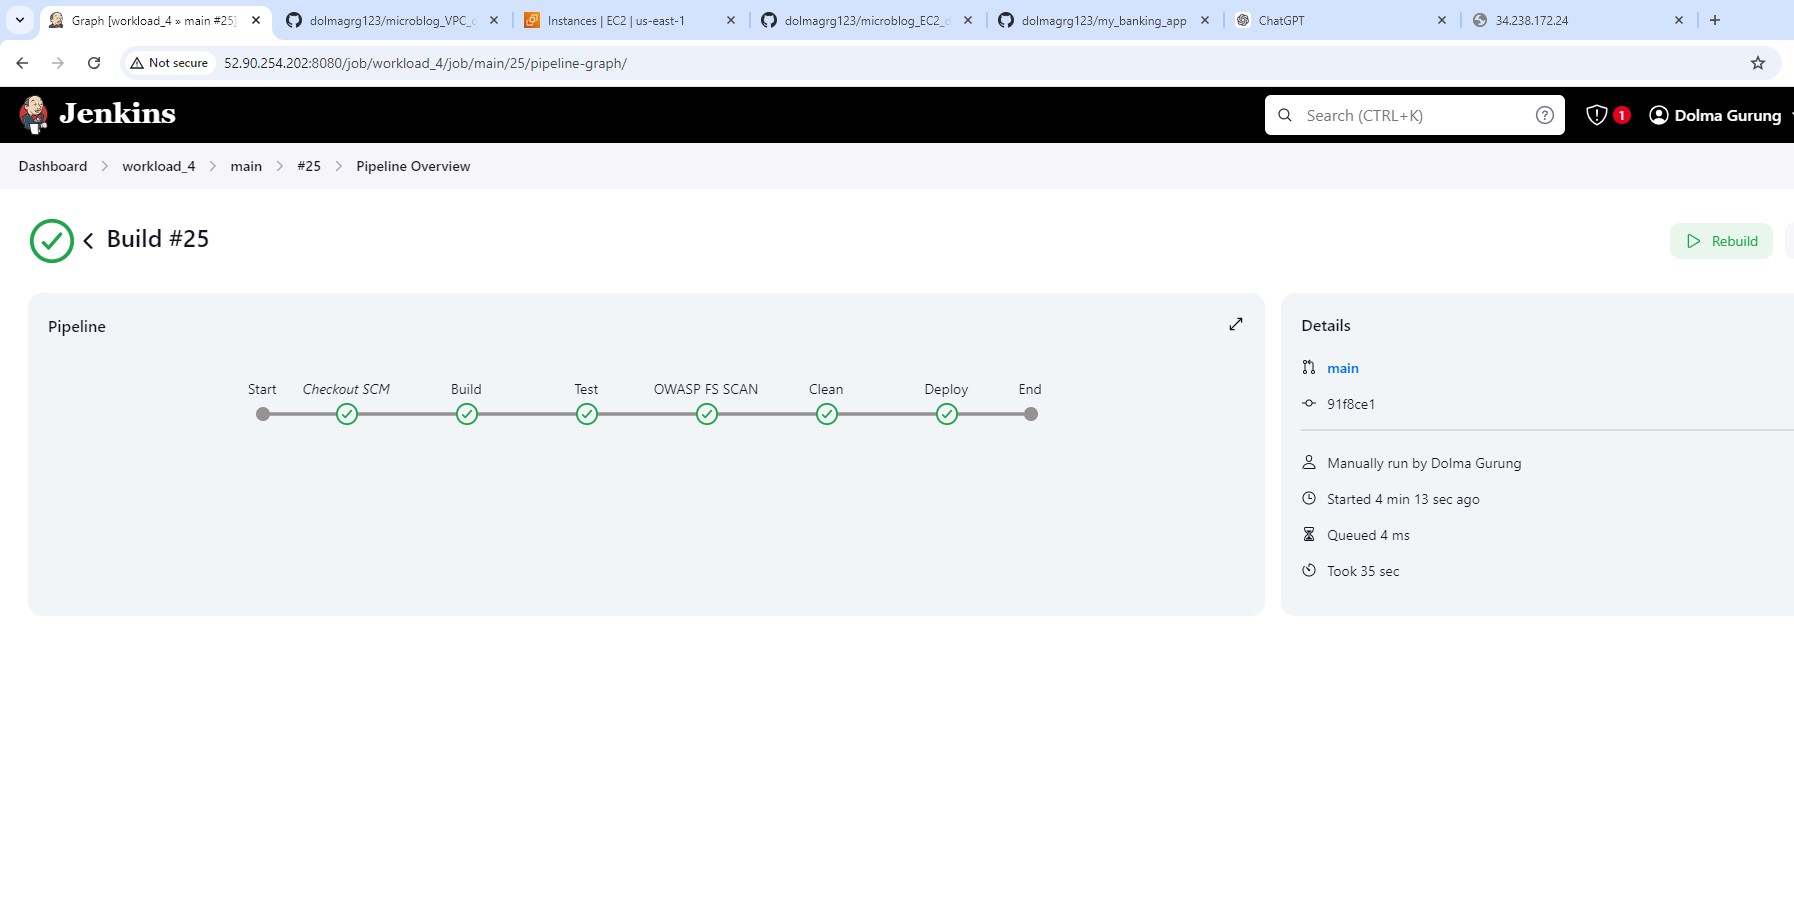 Graph [workload_4 » main #25]
dolmagrg123/microblog_VPC_d
Instances | EC2 | us-east-1
dolmagrg123/microblog_EC2_d
dolmagrg123/my_banking_app
ChatGPT
34.238.172.24
Not secure
52.90.254.202:8080/job/workload_4/job/main/25/pipeline-graph/
Jenkins
Search (CTRL+K)
?
1
Dolma Gurung
Dashboard
workload_4
main
#25
Pipeline Overview
Build #25
Rebuild
Pipeline
Start
Checkout SCM
Build
Test
OWASP FS SCAN
Clean
Deploy
End
Details
main
91f8ce1
Manually run by Dolma Gurung
Started 4 min 13 sec ago
Queued 4 ms
Took 35 sec